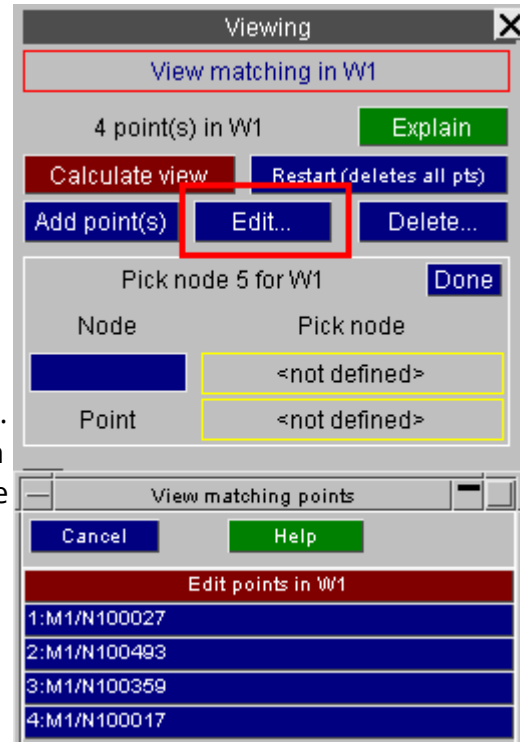 Viewing
View matching in W1
4 point(s) in W1 Explain
Calculate view Restart (deletes all pts)
Add point(s) Edit... Delete...
Pick node 5 for W1 Done
Node Pick node
<not defined>
Point <not defined>
View matching points
Cancel Help
Edit points in W1
1:M1/N100027
2:M1/N100493
3:M1/N100359
4:M1/N100017